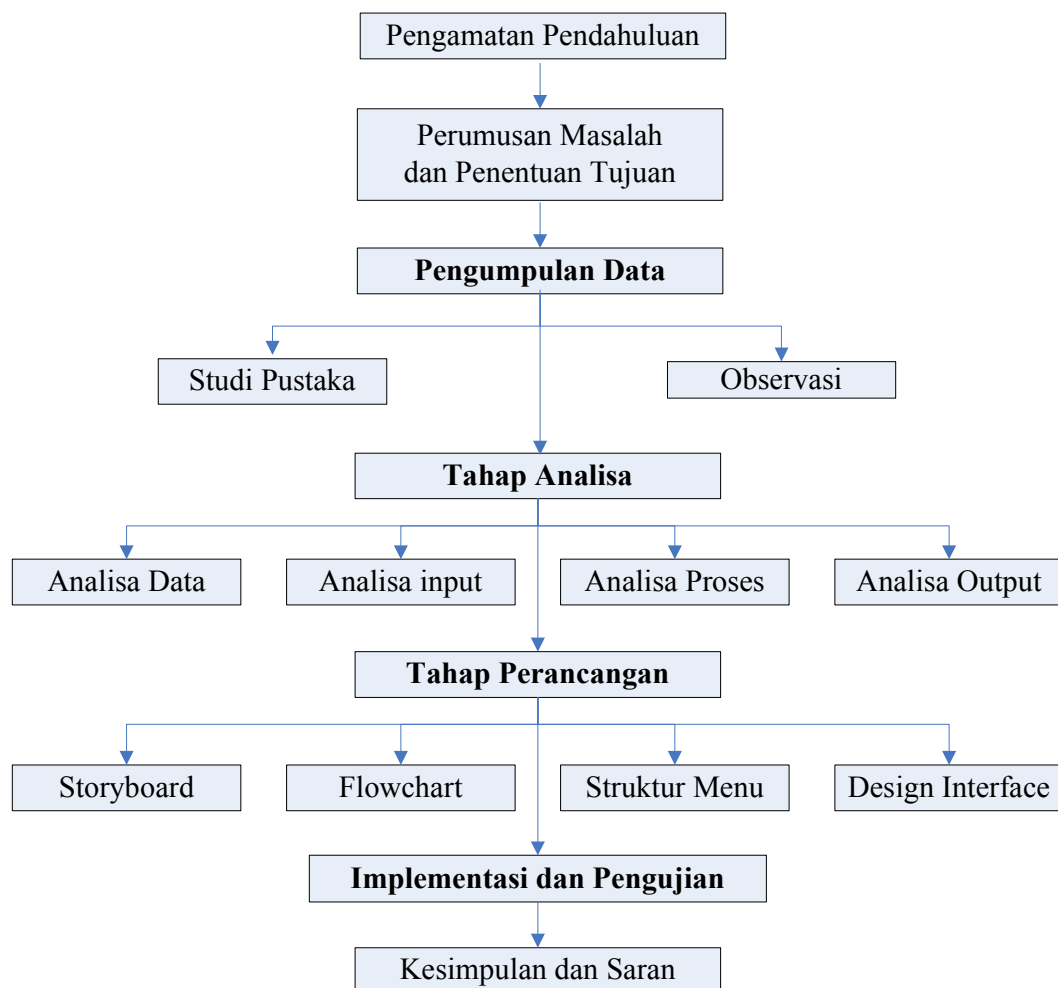 Pengamatan Pendahuluan
Perumusan Masalah
dan Penentuan Tujuan
Pengumpulan Data
Studi Pustaka
Observasi
Tahap Analisa
Analisa Data
Analisa input
Analisa Proses
Analisa Output
Tahap Perancangan
Storyboard
Flowchart
Struktur Menu
Design Interface
Implementasi dan Pengujian
Kesimpulan dan Saran